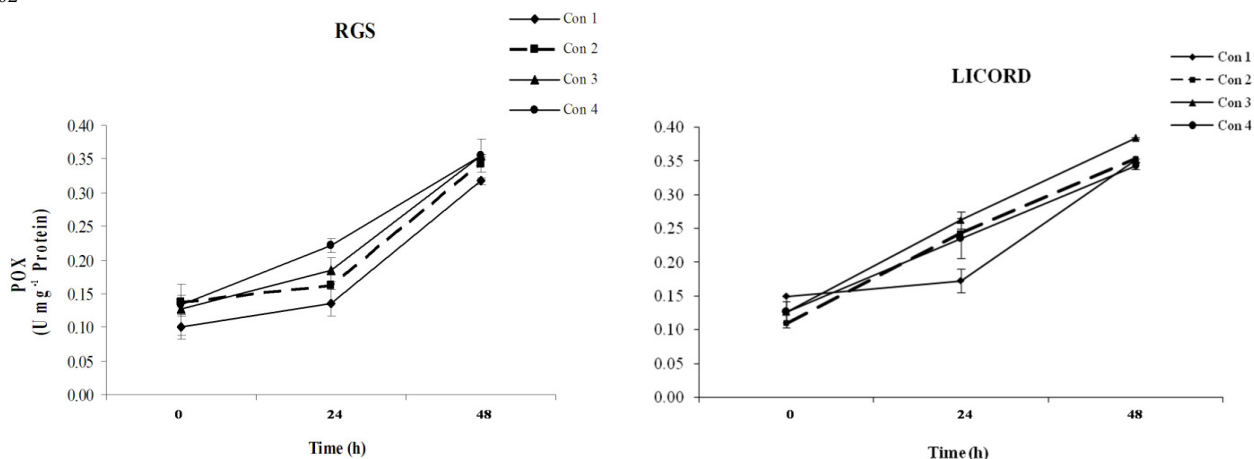 RGS
Con 1
Con 2
Con 3
Con 4
POX
(U mg⁻¹ Protein)
0.40
0.35
0.30
0.25
0.20
0.15
0.10
0.05
0.00
0 24 48
Time (h)
LICORD
Con 1
Con 2
Con 3
Con 4
0.40
0.35
0.30
0.25
0.20
0.15
0.10
0.05
0.00
0 24 48
Time (h)